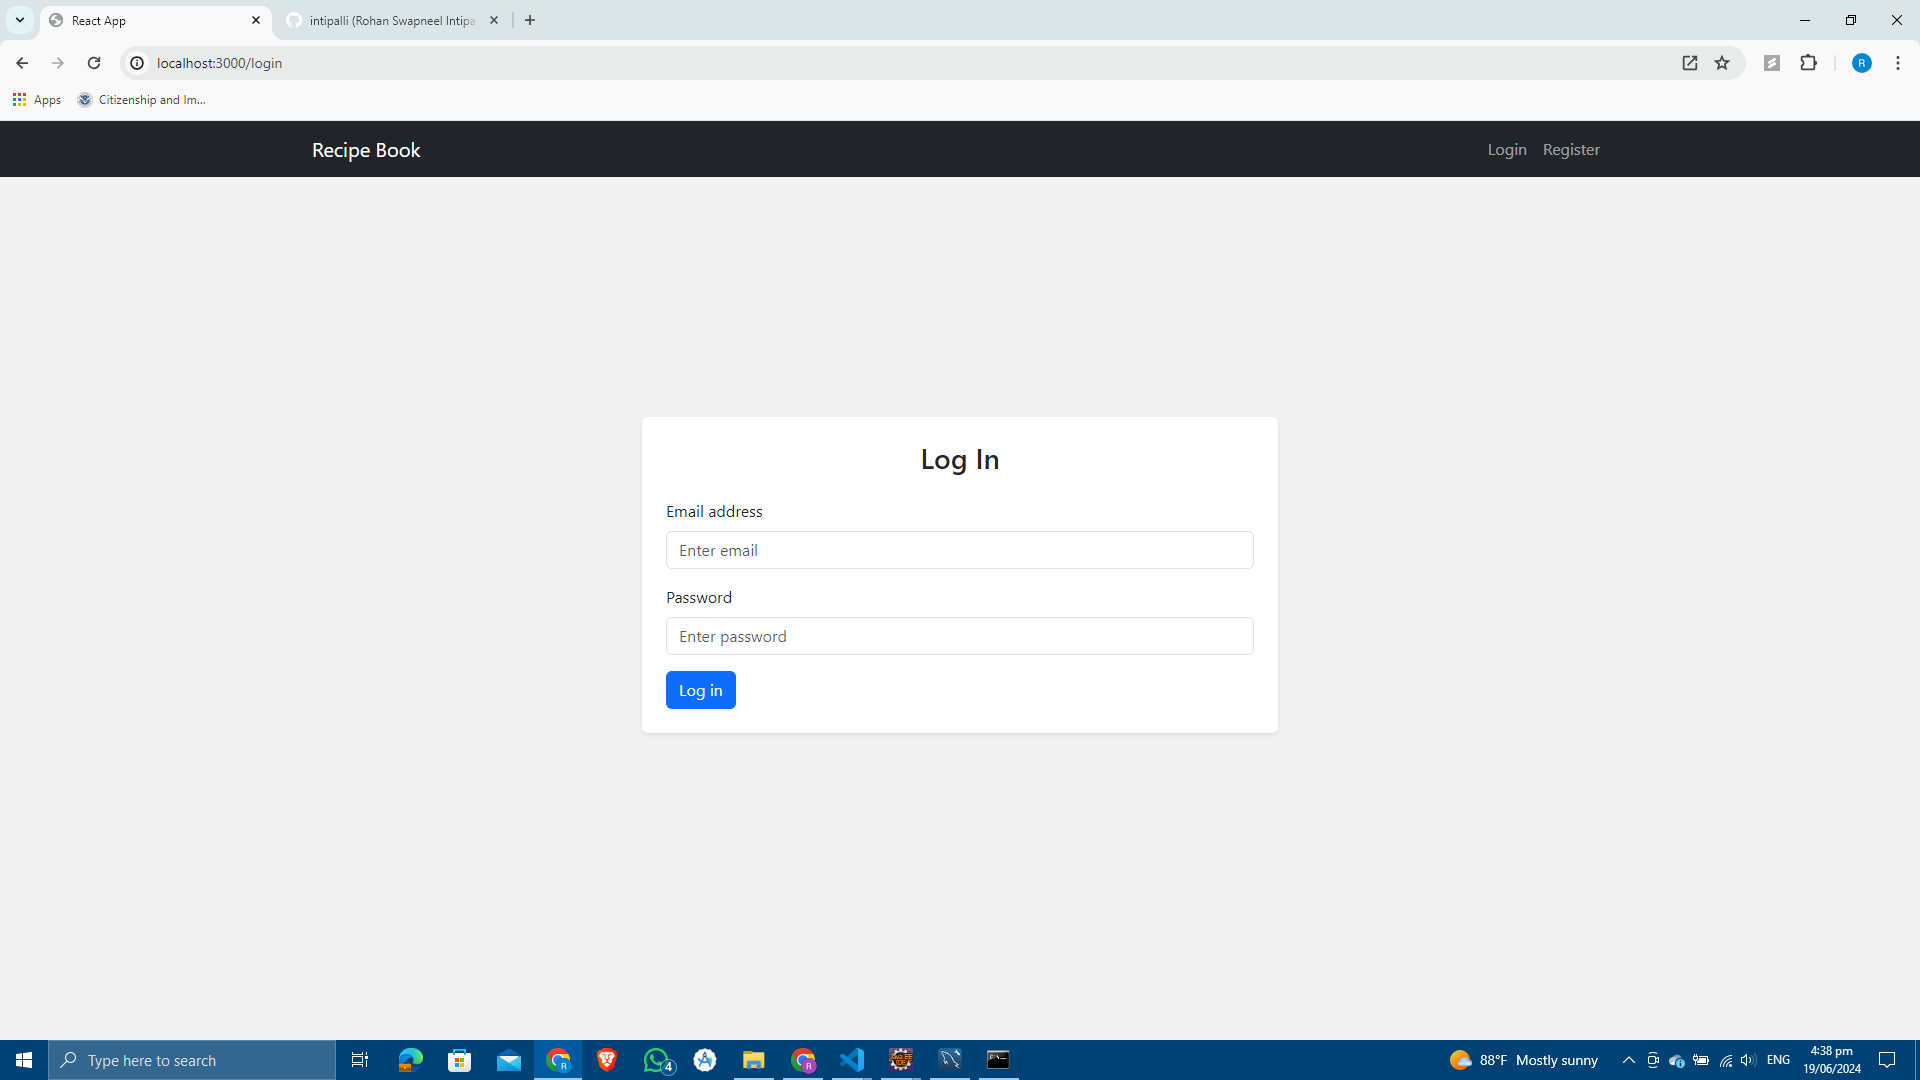 React App
intipalli (Rohan Swapneel Intipa
localhost:3000/login
R
Apps
Citizenship and Im...
Recipe Book
Login
Register
Log In
Email address
Enter email
Password
Enter password
Log in
Type here to search
R
4
R
88°F Mostly sunny
ENG
4:38 pm
19/06/2024